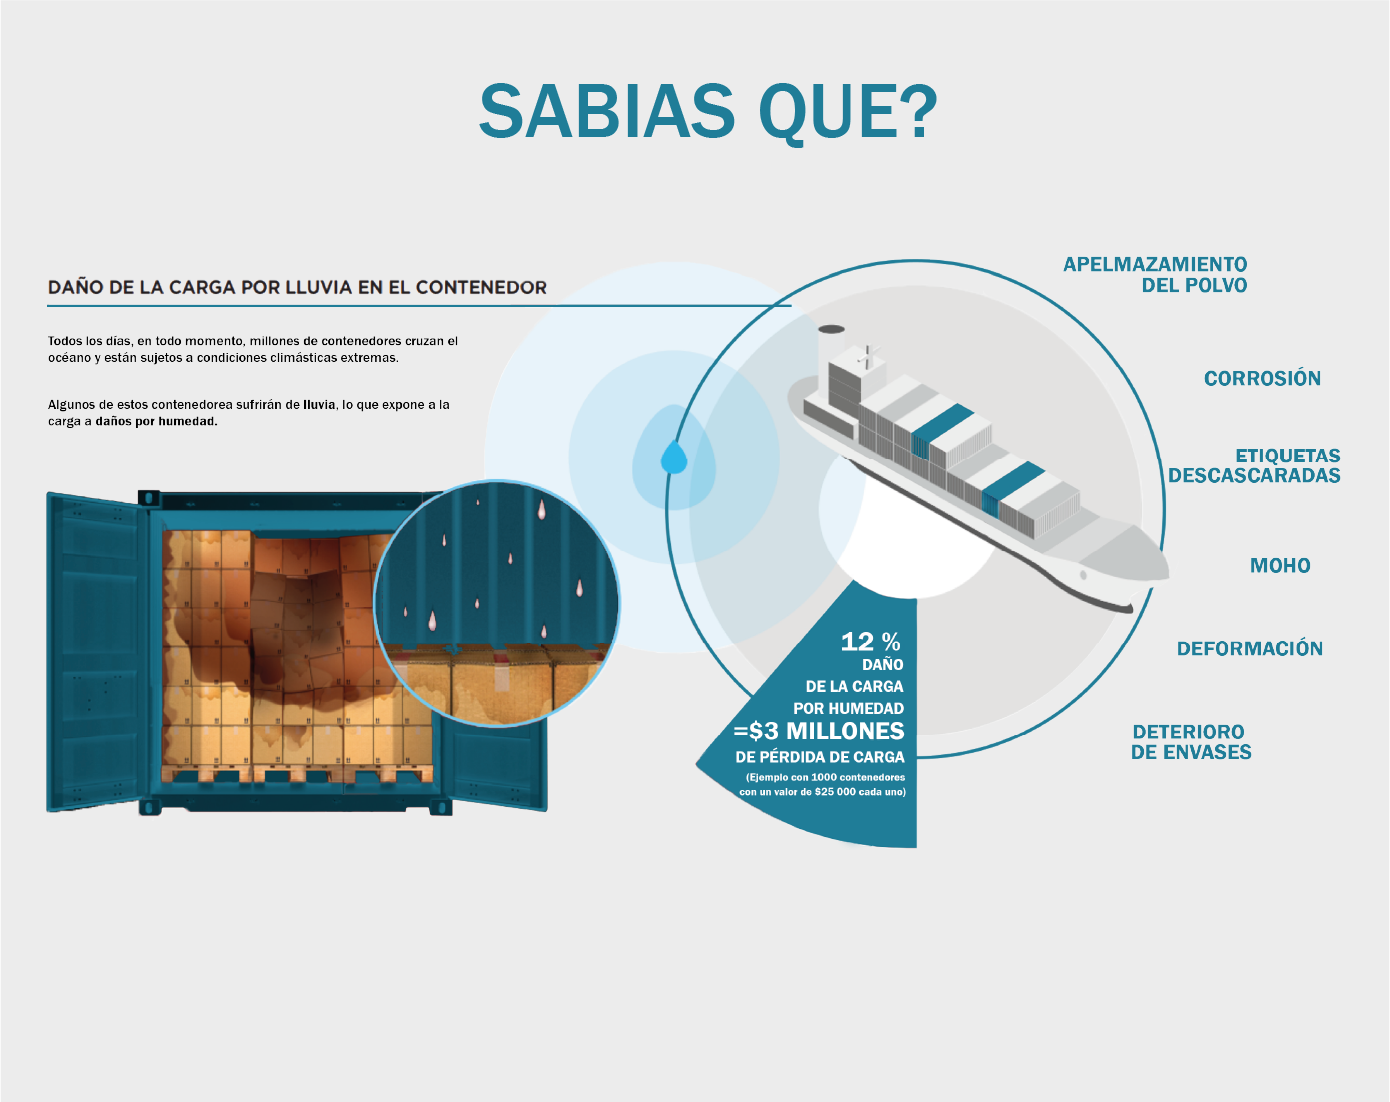 SABIAS QUE?
DAÑO DE LA CARGA POR LLUVIA EN EL CONTENEDOR
Todos los días, en todo momento, millones de contenedores cruzan el
océano y están sujetos a condiciones climásticas extremas.
Algunos de estos contenedorea sufrirán de lluvia, lo que expone a la
carga a daños por humedad.
APELMAZAMIENTO
DEL POLVO
CORROSIÓN
ETIQUETAS
DESCASCARADAS
MOHO
DEFORMACIÓN
DETERIORO
DE ENVASES
12 %
DAÑO
DE LA CARGA
POR HUMEDAD
=$3 MILLONES
DE PÉRDIDA DE CARGA
(Ejemplo con 1000 contenedores
con un valor de $25 000 cada uno)